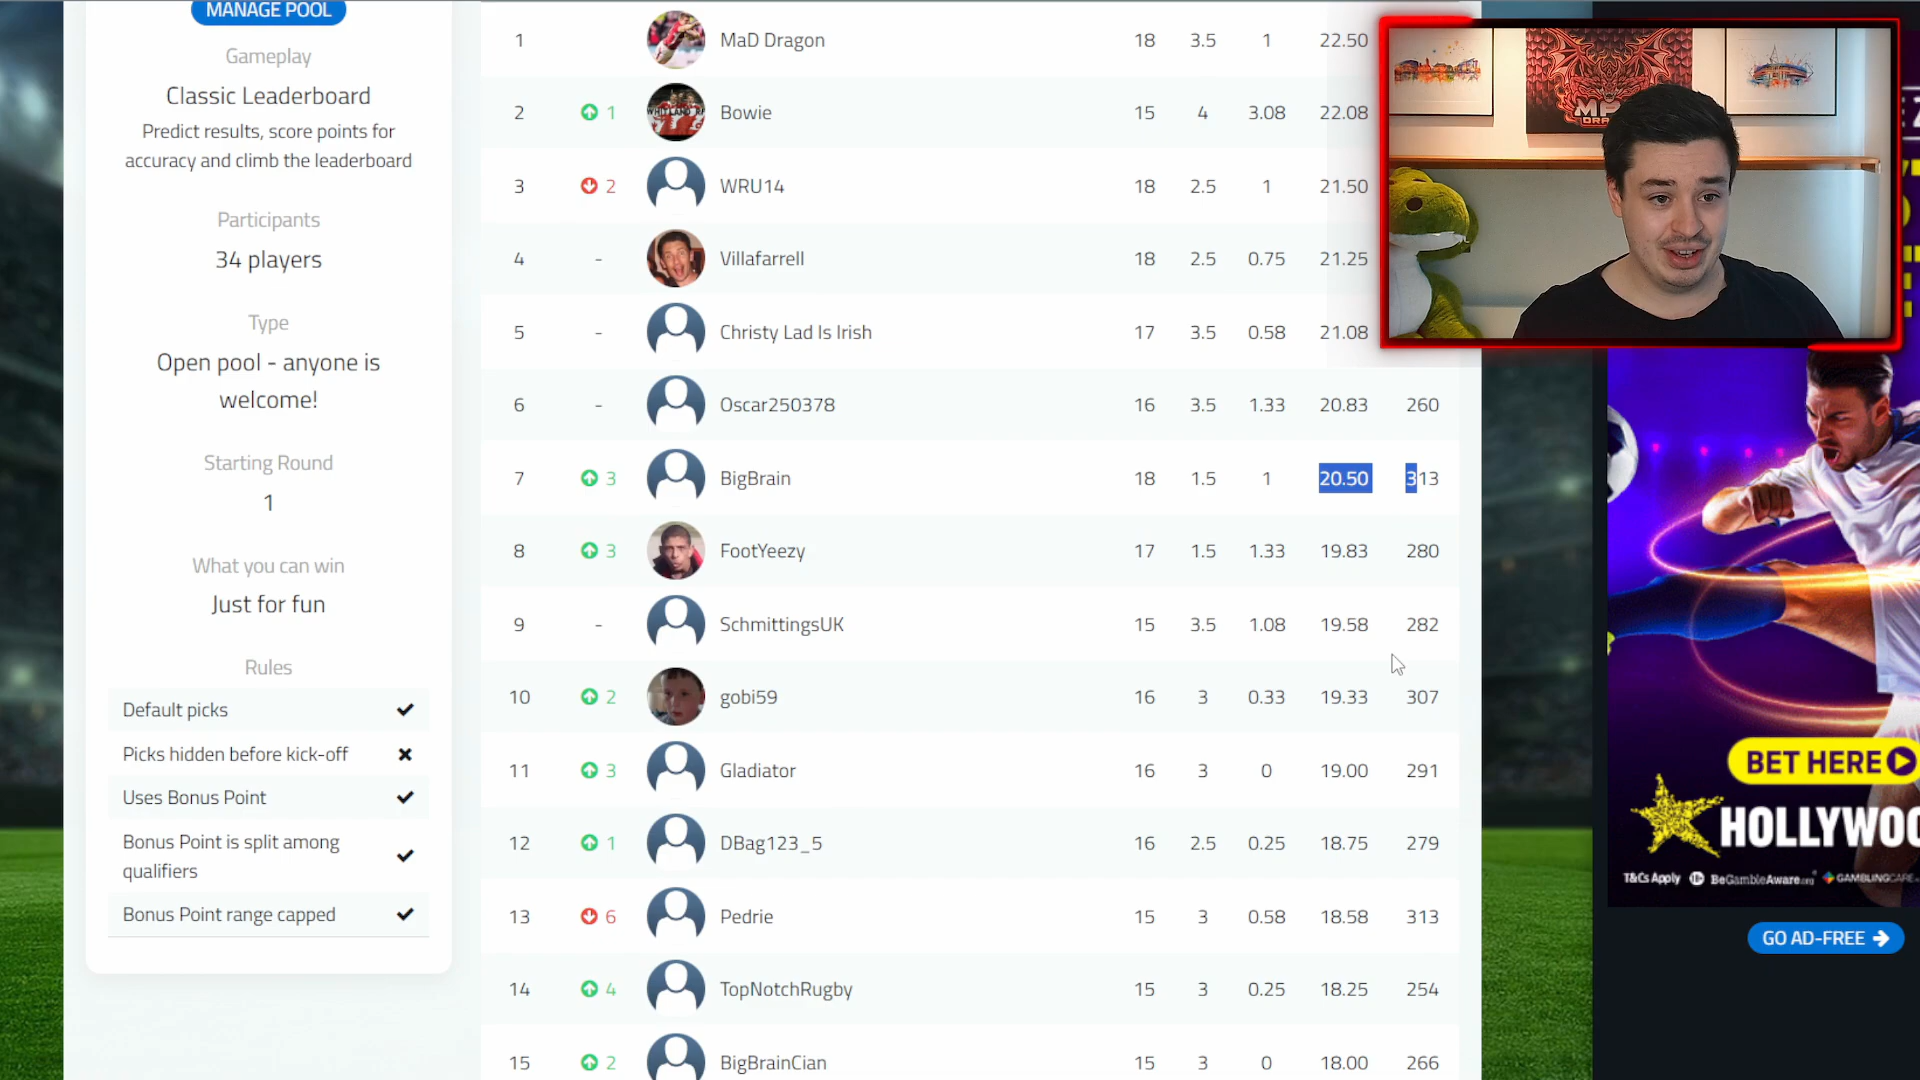 MANAGE POOL
Gameplay
Classic Leaderboard
Predict results, score points for
accuracy and climb the leaderboard
Participants
34 players
Type
Open pool - anyone is
welcome!
Starting Round
1
What you can win
Just for fun
Rules
Default picks
Picks hidden before kick-off
Uses Bonus Point
Bonus Point is split among
qualifiers
Bonus Point range capped
1 MaD Dragon 18 3.5 1 22.50
2 1 Bowie 15 4 3.08 22.08
3 2 WRU14 18 2.5 1 21.50
4 - Villafarrell 18 2.5 0.75 21.25
5 - Christy Lad Is Irish 17 3.5 0.58 21.08
6 - Oscar250378 16 3.5 1.33 20.83 260
7 3 BigBrain 18 1.5 1 20.50 313
8 3 FootYeezy 17 1.5 1.33 19.83 280
9 - SchmittingsUK 15 3.5 1.08 19.58 282
10 2 gobi59 16 3 0.33 19.33 307
11 3 Gladiator 16 3 0 19.00 291
12 1 DBag123_5 16 2.5 0.25 18.75 279
13 6 Pedrie 15 3 0.58 18.58 313
14 4 TopNotchRugby 15 3 0.25 18.25 254
15 2 BigBrainCian 15 3 0 18.00 266
BET HERE
HOLLYWOO
T&Cs Apply BeGambleAware.org GAMBLINGCARE
GO AD-FREE